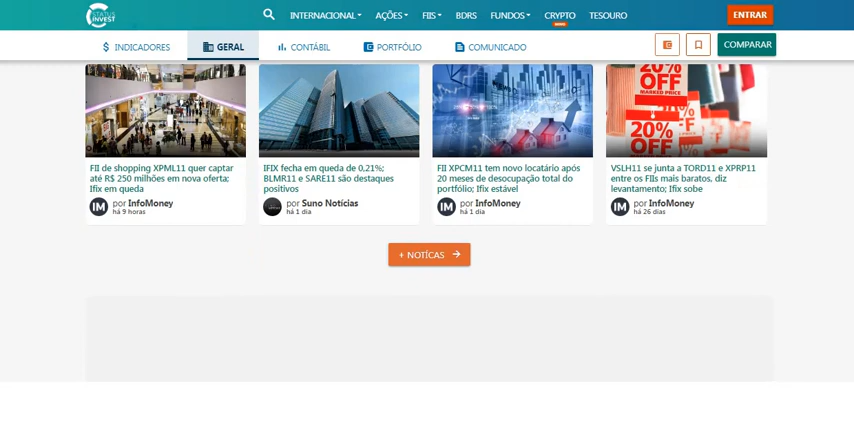 STATUS INVEST
INTERNACIONAL AÇÕES FIIS BDRS FUNDOS CRYPTO TESOURO ENTRAR
INDICADORES GERAL CONTÁBIL PORTFÓLIO COMUNICADO COMPARAR
FII de shopping XPML11 quer captar
até R$ 250 milhões em nova oferta;
Ifix em queda
IM por InfoMoney
há 9 horas
IFIX fecha em queda de 0,21%;
BLMR11 e SARE11 são destaques
positivos
por Suno Notícias
há 1 dia
FII XPCM11 tem novo locatário após
20 meses de desocupação total do
portfólio; Ifix estável
IM por InfoMoney
há 1 dia
20%
OFF
MARKED PRICE
20%
OFF
VSLH11 se junta a TORD11 e XPRP11
entre os FIIs mais baratos, diz
levantamento; Ifix sobe
IM por InfoMoney
há 26 dias
+ NOTÍCAS